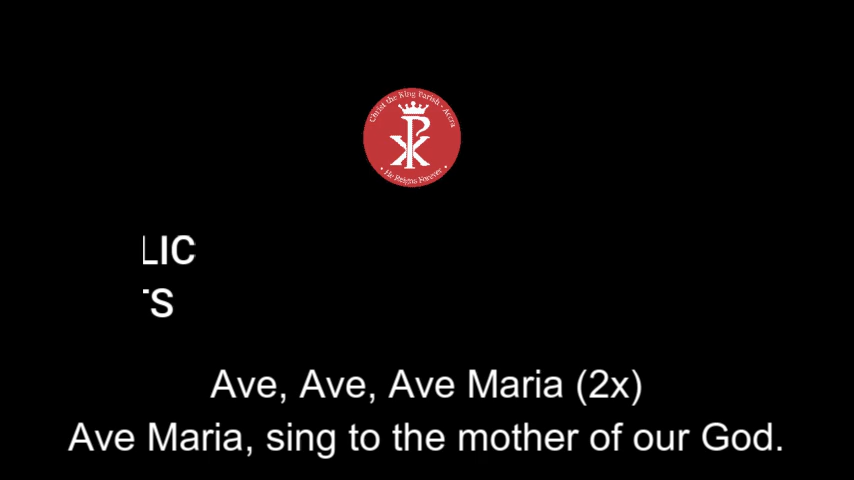 Christ the King Parish - Accra
• He Reigns Forever •
LIC
TS
Ave, Ave, Ave Maria (2x)
Ave Maria, sing to the mother of our God.